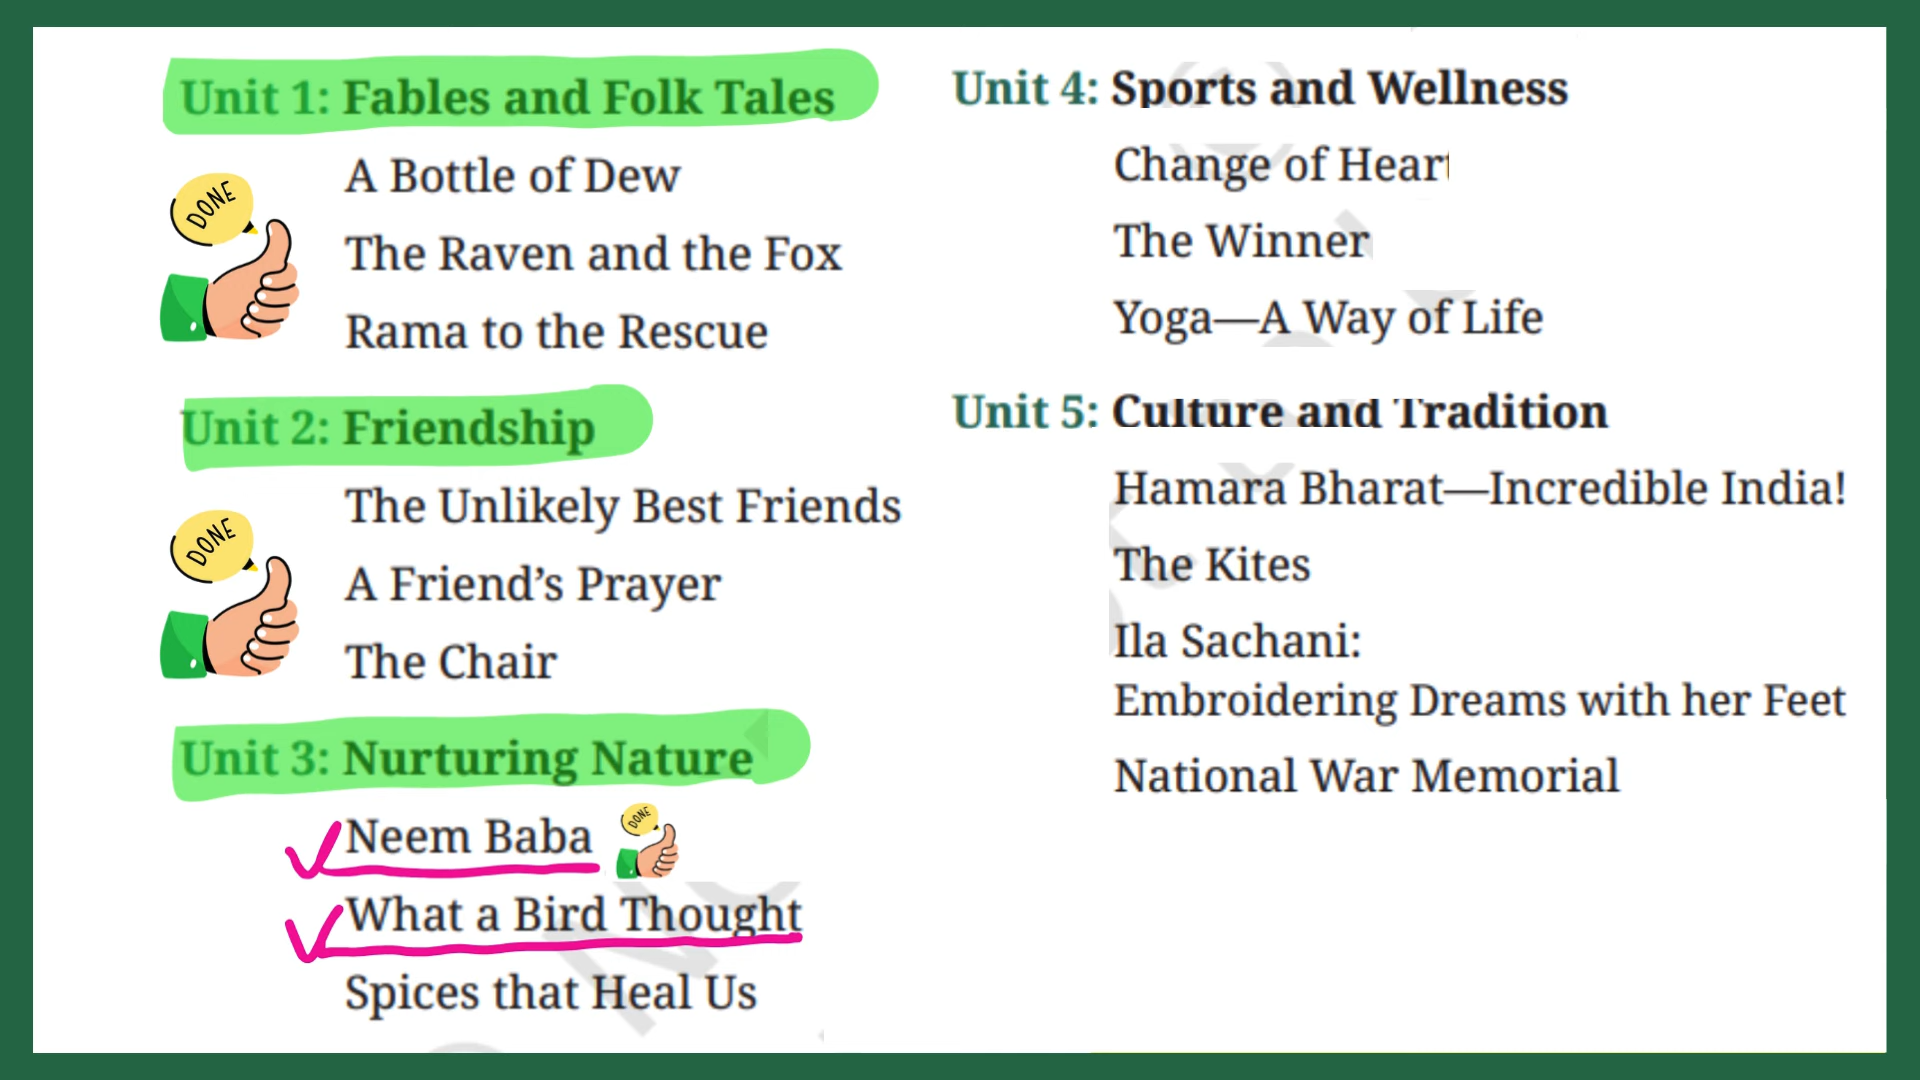 Unit 1: Fables and Folk Tales
DONE
A Bottle of Dew
The Raven and the Fox
Rama to the Rescue
Unit 2: Friendship
DONE
The Unlikely Best Friends
A Friend’s Prayer
The Chair
Unit 3: Nurturing Nature
Neem Baba
DONE
What a Bird Thought
Spices that Heal Us
Unit 4: Sports and Wellness
Change of Heart
The Winner
Yoga—A Way of Life
Unit 5: Culture and Tradition
Hamara Bharat—Incredible India!
The Kites
Ila Sachani:
Embroidering Dreams with her Feet
National War Memorial